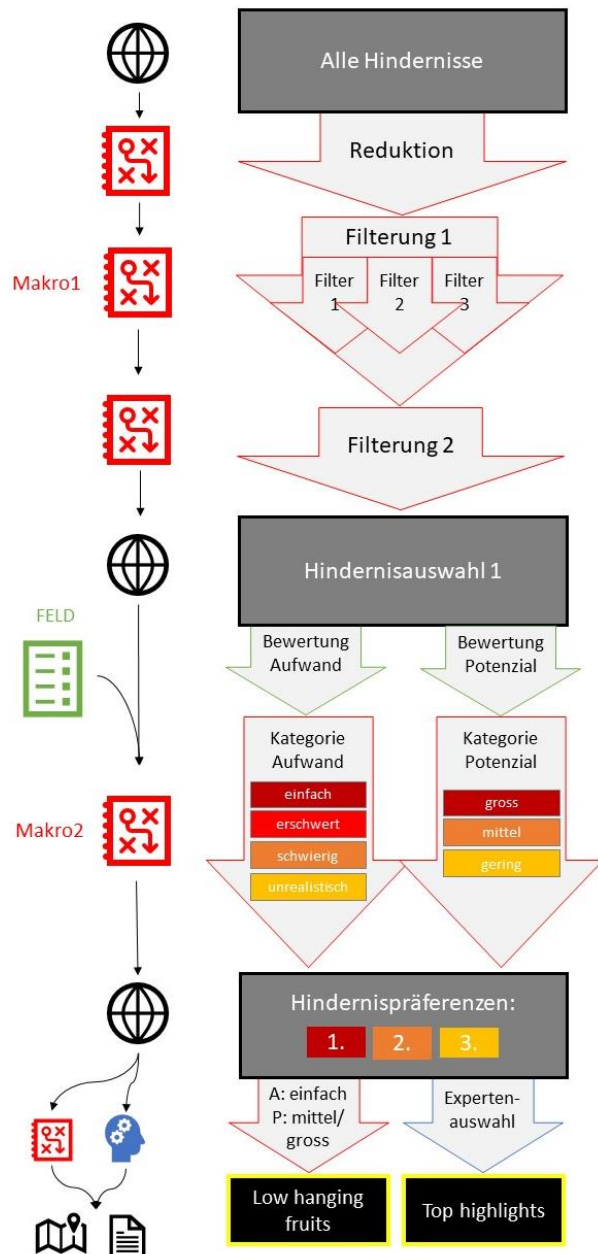 Alle Hindernisse
Reduktion
Filterung 1
Makro1
Filter
1
Filter
2
Filter
3
Filterung 2
Hindernisauswahl 1
FELD
Bewertung
Aufwand
Bewertung
Potenzial
Kategorie
Aufwand
einfach
erschwert
schwierig
unrealistisch
Kategorie
Potenzial
gross
mittel
gering
Makro2
Hindernispräferenzen:
1. 2. 3.
A: einfach
P: mittel/
gross
Experten-
auswahl
Low hanging
fruits
Top highlights